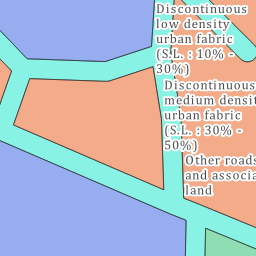 Discontinuous
low density
urban fabric
(S.L. : 10% -
30%)
Discontinuous
medium densit
urban fabric
(S.L. : 30% -
50%)
Other roads
and associa
land